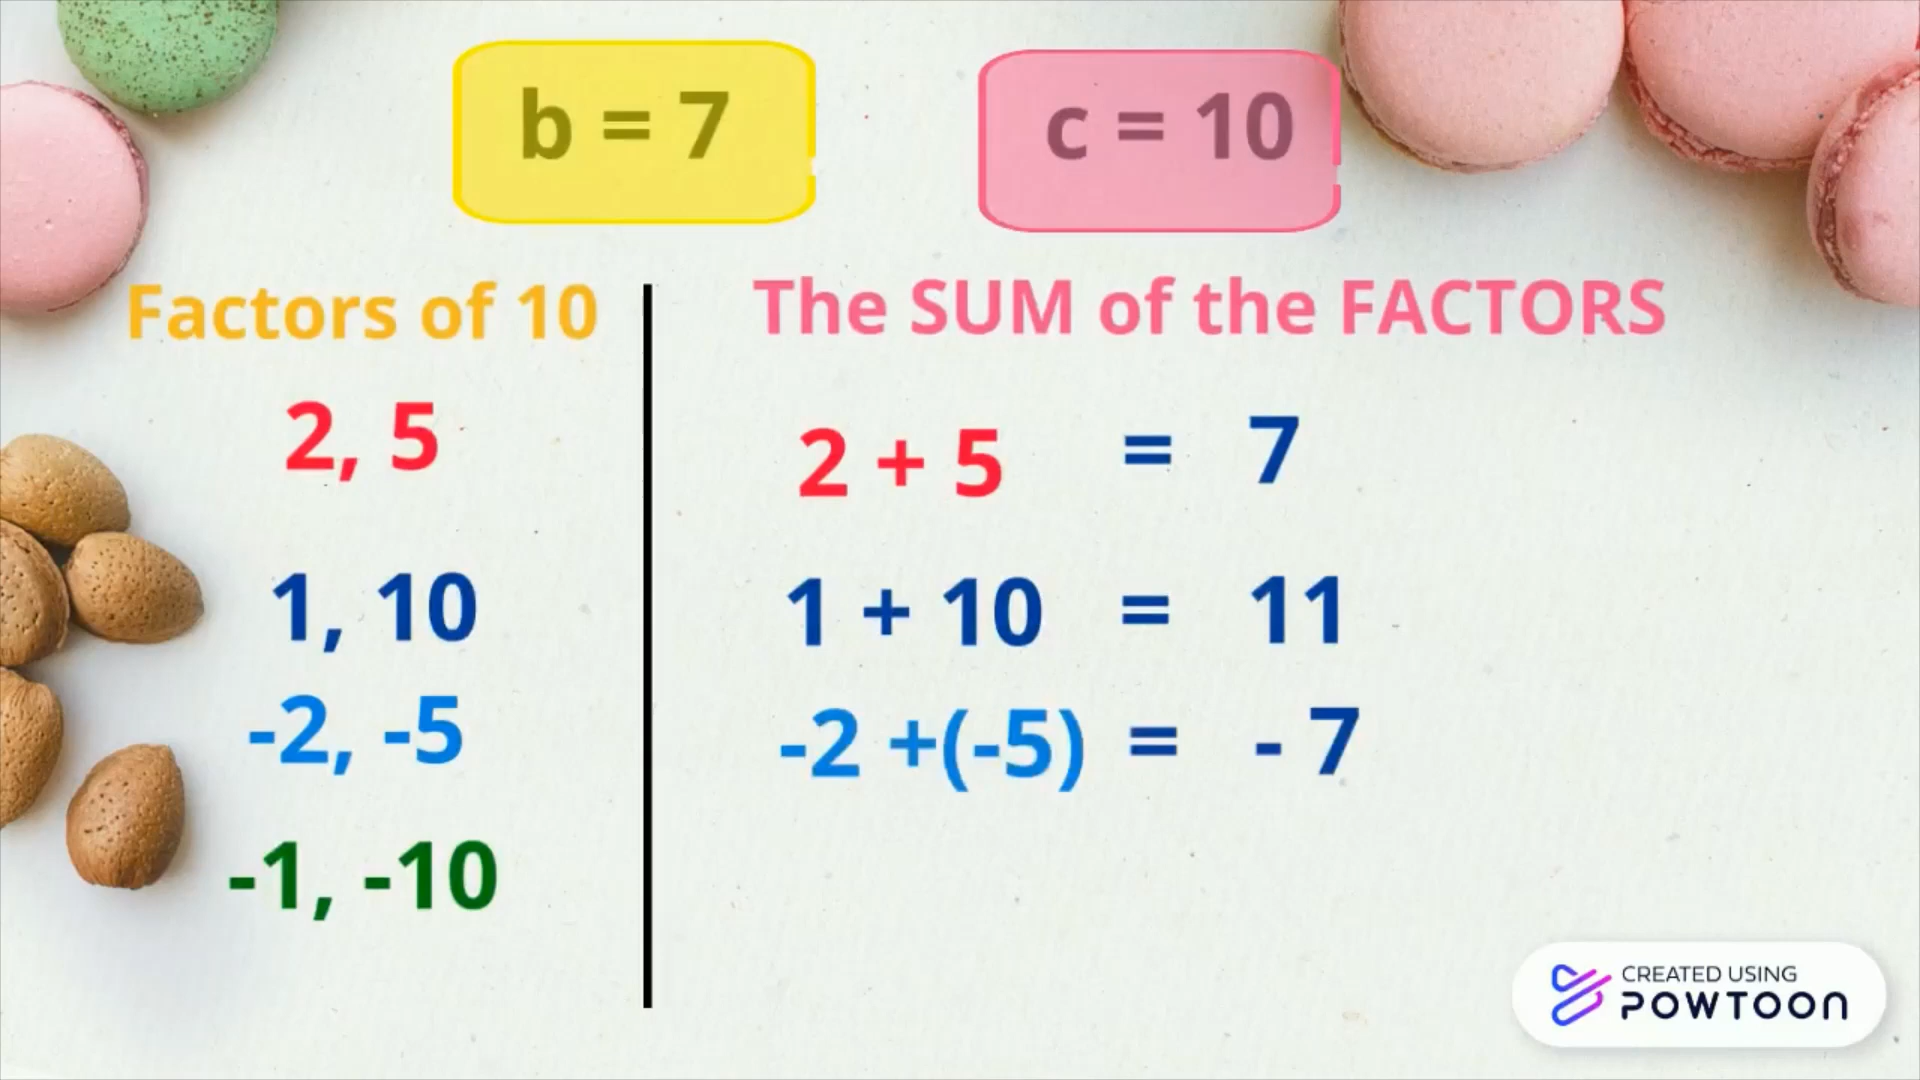 b = 7
c = 10
Factors of 10
The SUM of the FACTORS
2, 5
2 + 5 = 7
1, 10
1 + 10 = 11
-2, -5
-2 +(-5) = - 7
-1, -10
CREATED USING
POWTOON